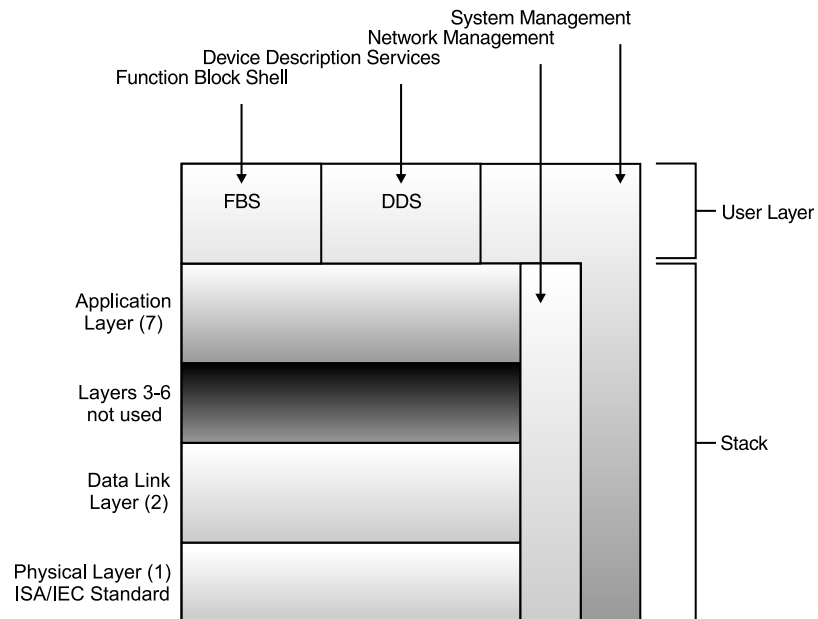 System Management
Network Management
Device Description Services
Function Block Shell
FBS
DDS
User Layer
Application
Layer (7)
Layers 3-6
not used
Stack
Data Link
Layer (2)
Physical Layer (1)
ISA/IEC Standard